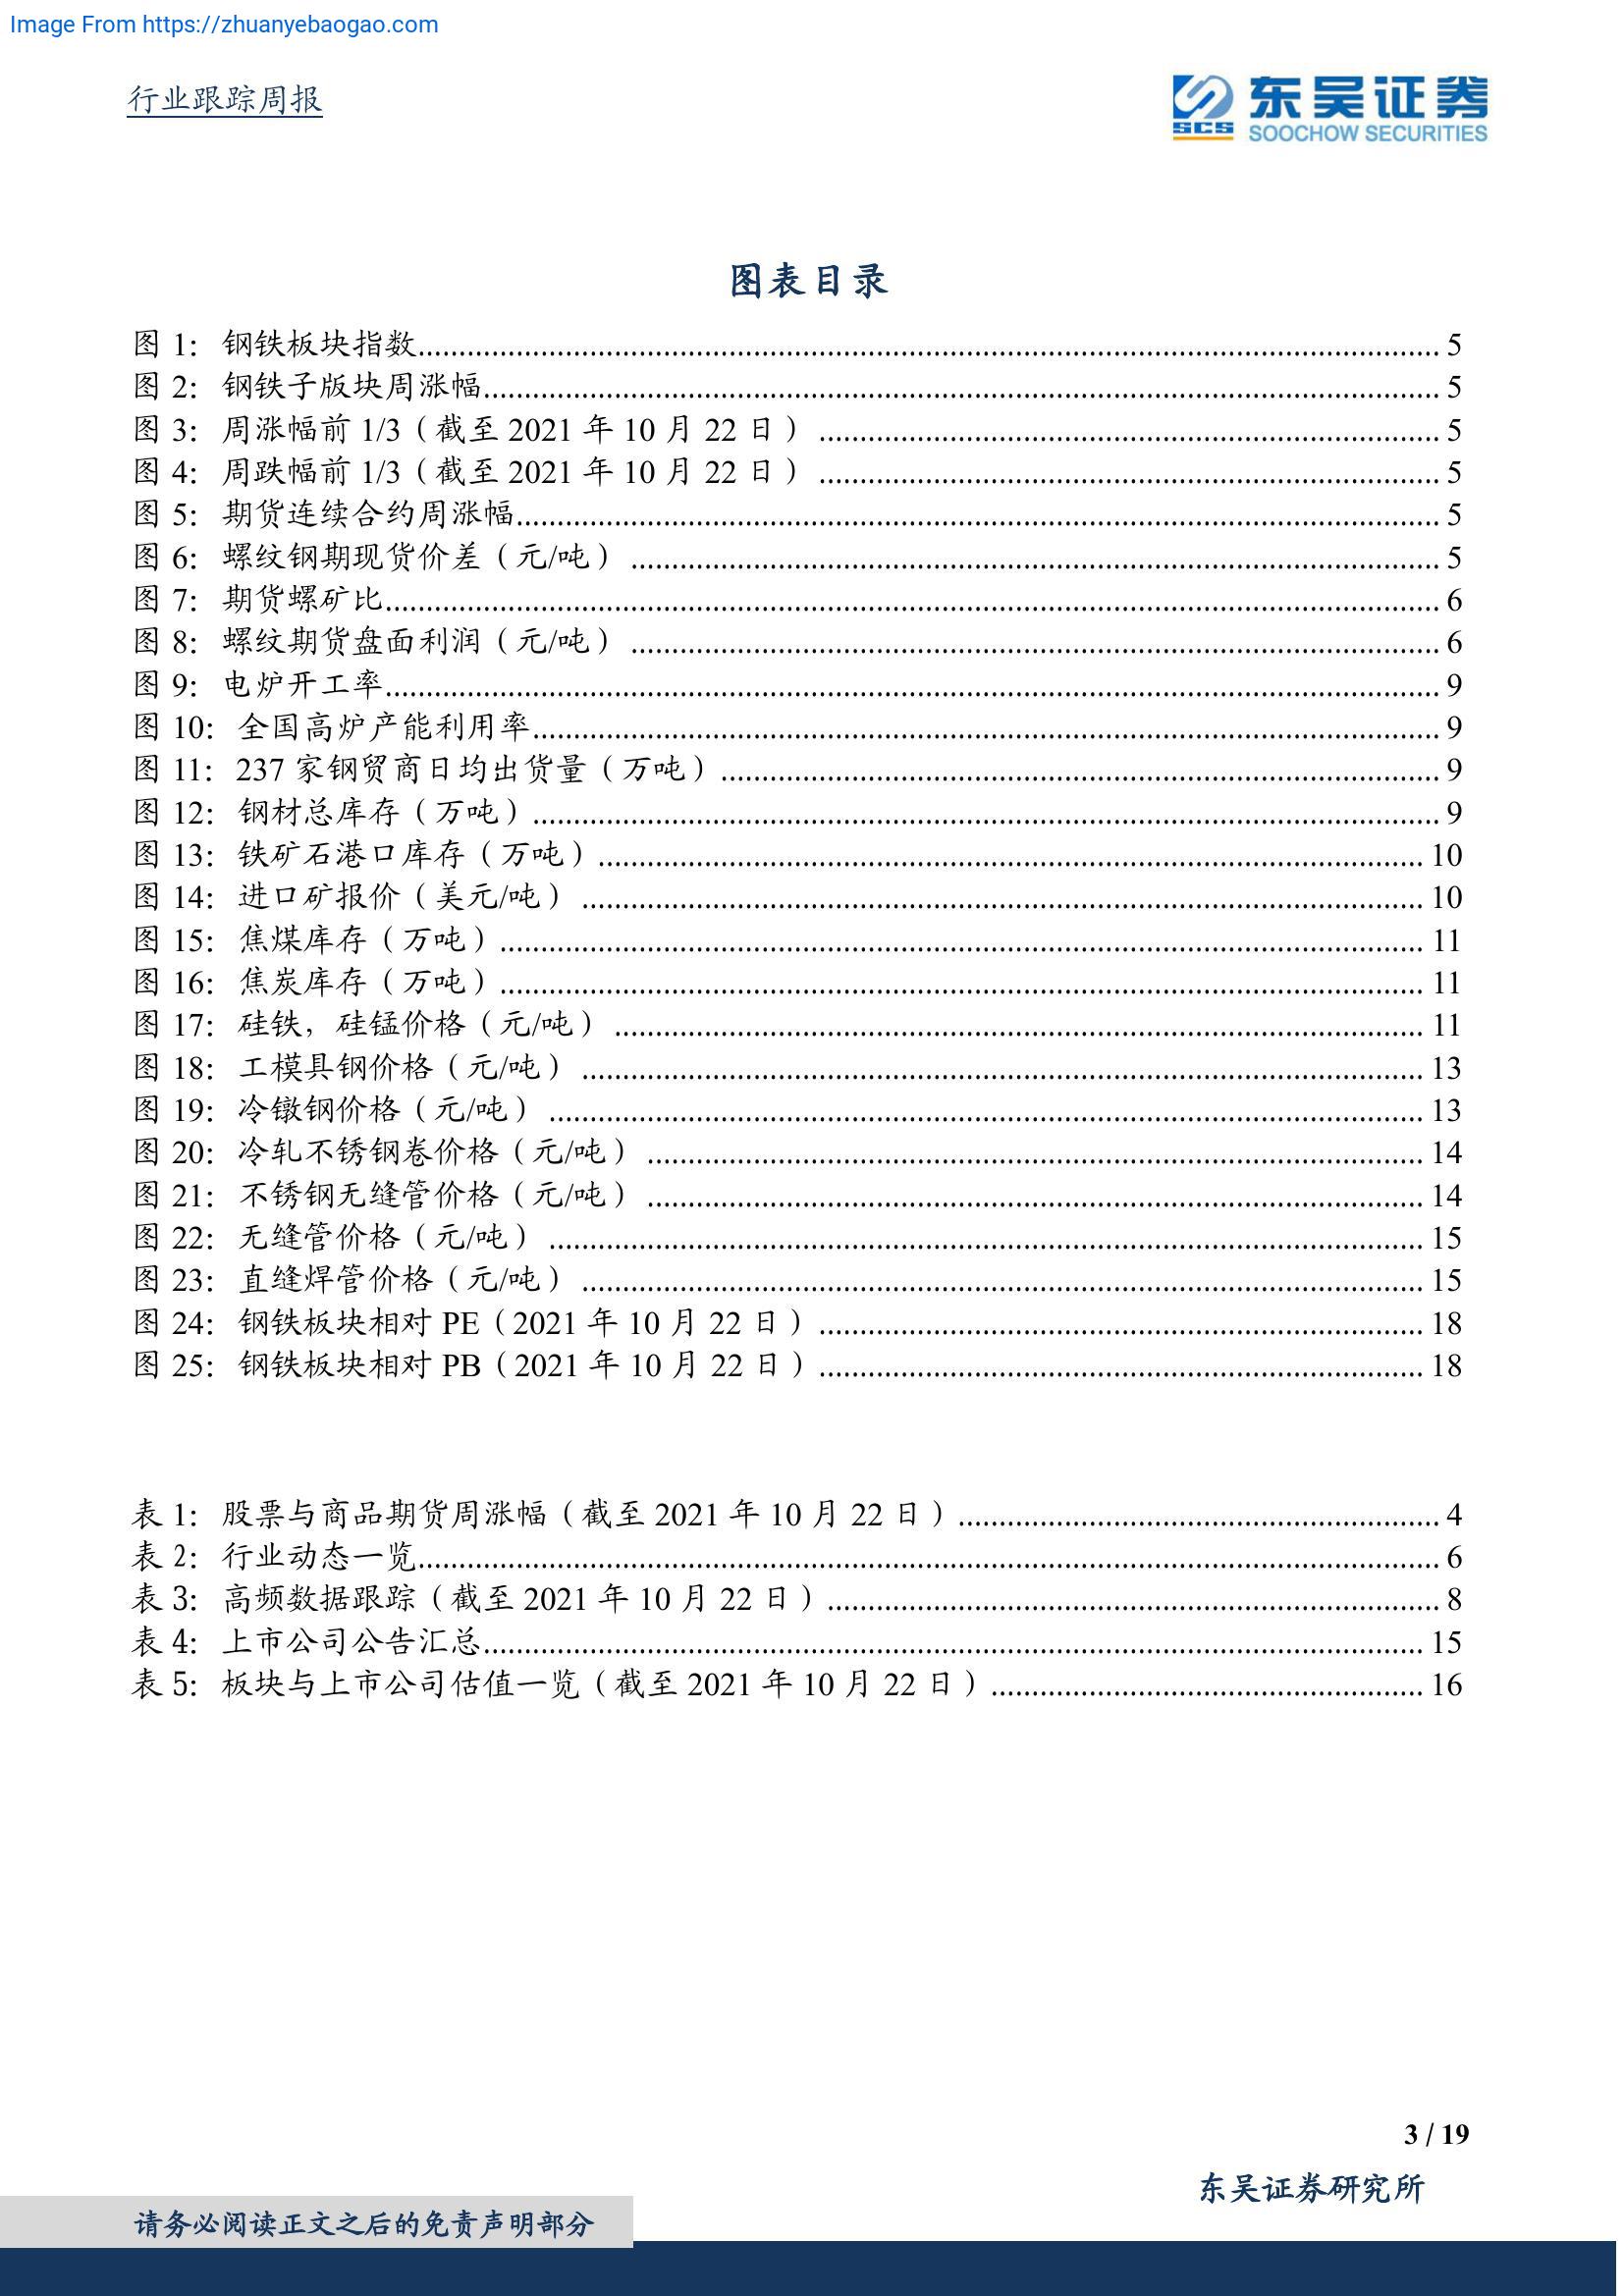 Image From https://zhuanyebaogao.com
行业跟踪周报
东吴证券
SCS
SOOCHOW SECURITIES
图表目录
图 1：钢铁板块指数 5
图 2：钢铁子版块周涨幅 5
图 3：周涨幅前 1/3（截至 2021 年 10 月 22 日） 5
图 4：周跌幅前 1/3（截至 2021 年 10 月 22 日） 5
图 5：期货连续合约周涨幅 5
图 6：螺纹钢期现货价差（元/吨） 5
图 7：期货螺矿比 6
图 8：螺纹期货盘面利润（元/吨） 6
图 9：电炉开工率 9
图 10：全国高炉产能利用率 9
图 11：237 家钢贸商日均出货量（万吨） 9
图 12：钢材总库存（万吨） 9
图 13：铁矿石港口库存（万吨） 10
图 14：进口矿报价（美元/吨） 10
图 15：焦煤库存（万吨） 11
图 16：焦炭库存（万吨） 11
图 17：硅铁，硅锰价格（元/吨） 11
图 18：工模具钢价格（元/吨） 13
图 19：冷镦钢价格（元/吨） 13
图 20：冷轧不锈钢卷价格（元/吨） 14
图 21：不锈钢无缝管价格（元/吨） 14
图 22：无缝管价格（元/吨） 15
图 23：直缝焊管价格（元/吨） 15
图 24：钢铁板块相对 PE（2021 年 10 月 22 日） 18
图 25：钢铁板块相对 PB（2021 年 10 月 22 日） 18
表 1：股票与商品期货周涨幅（截至 2021 年 10 月 22 日） 4
表 2：行业动态一览 6
表 3：高频数据跟踪（截至 2021 年 10 月 22 日） 8
表 4：上市公司公告汇总 15
表 5：板块与上市公司估值一览（截至 2021 年 10 月 22 日） 16
3 / 19
东吴证券研究所
请务必阅读正文之后的免责声明部分